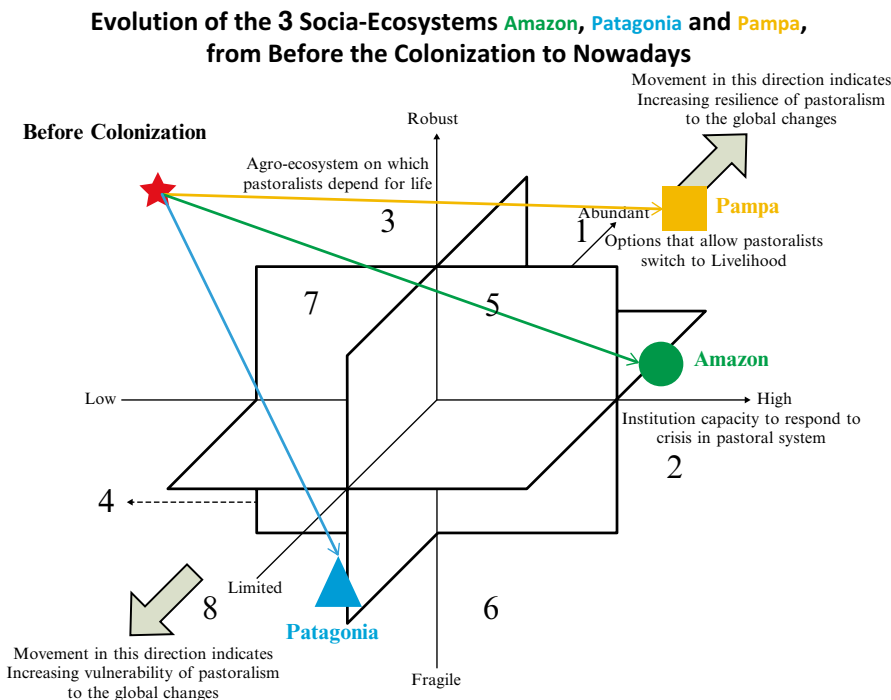 Evolution of the 3 Socia-Ecosystems Amazon, Patagonia and Pampa,
from Before the Colonization to Nowadays
Movement in this direction indicates
Increasing resilience of pastoralism
to the global changes
Before Colonization
Robust
Agro-ecosystem on which
pastoralists depend for life
3
Abundant
1
Pampa
Options that allow pastoralists
switch to Livelihood
7
5
Amazon
Low
High
Institution capacity to respond to
crisis in pastoral system
2
4
Limited
8
6
Patagonia
Movement in this direction indicates
Increasing vulnerability of pastoralism
to the global changes
Fragile